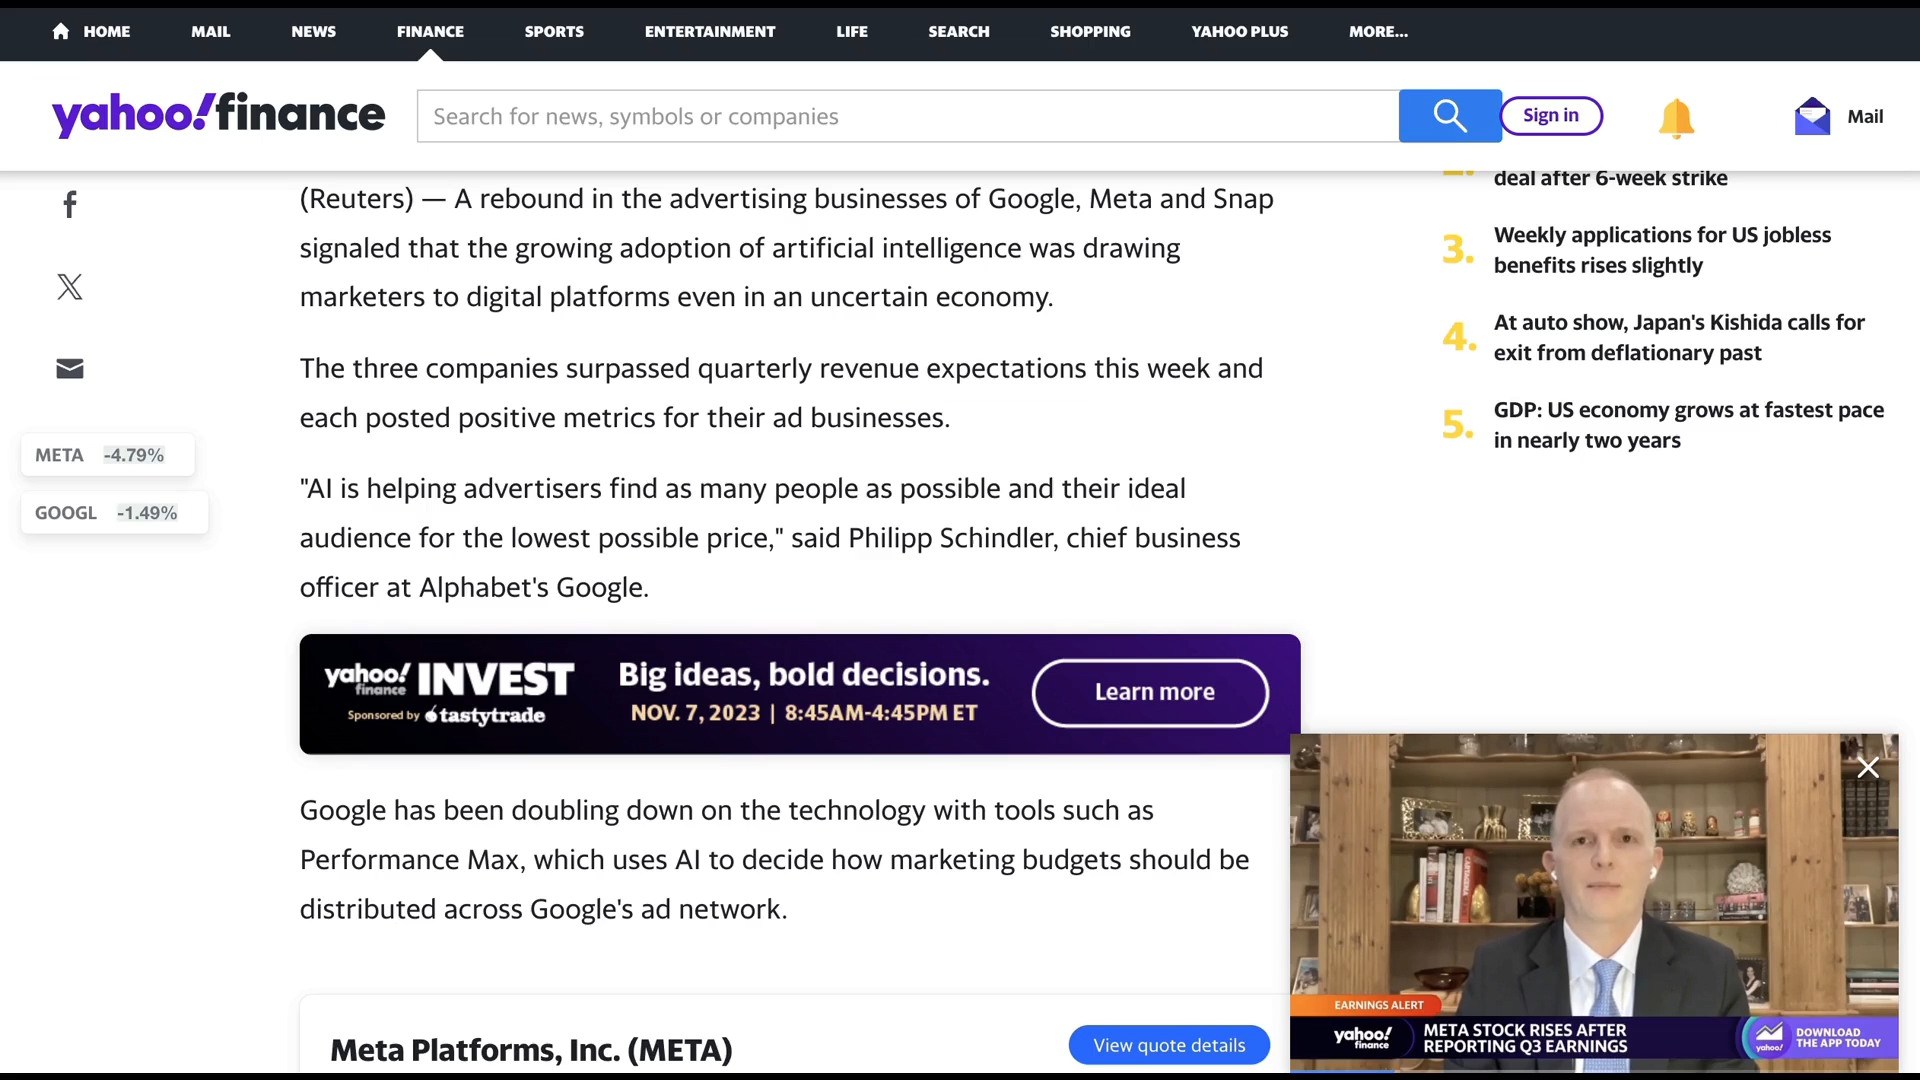 HOME MAIL NEWS FINANCE SPORTS ENTERTAINMENT LIFE SEARCH SHOPPING YAHOO PLUS MORE...
yahoo!finance
Search for news, symbols or companies
Sign in
Mail
(Reuters) — A rebound in the advertising businesses of Google, Meta and Snap
signaled that the growing adoption of artificial intelligence was drawing
marketers to digital platforms even in an uncertain economy.
The three companies surpassed quarterly revenue expectations this week and
each posted positive metrics for their ad businesses.
META -4.79%
GOOGL -1.49%
"AI is helping advertisers find as many people as possible and their ideal
audience for the lowest possible price," said Philipp Schindler, chief business
officer at Alphabet's Google.
yahoo! finance INVEST
Sponsored by tastytrade
Big ideas, bold decisions.
NOV. 7, 2023 | 8:45AM-4:45PM ET
Learn more
Google has been doubling down on the technology with tools such as
Performance Max, which uses AI to decide how marketing budgets should be
distributed across Google's ad network.
Meta Platforms, Inc. (META)
View quote details
deal after 6-week strike
3. Weekly applications for US jobless
benefits rises slightly
4. At auto show, Japan's Kishida calls for
exit from deflationary past
5. GDP: US economy grows at fastest pace
in nearly two years
EARNINGS ALERT
yahoo! finance
META STOCK RISES AFTER
REPORTING Q3 EARNINGS
yahoo!
DOWNLOAD
THE APP TODAY